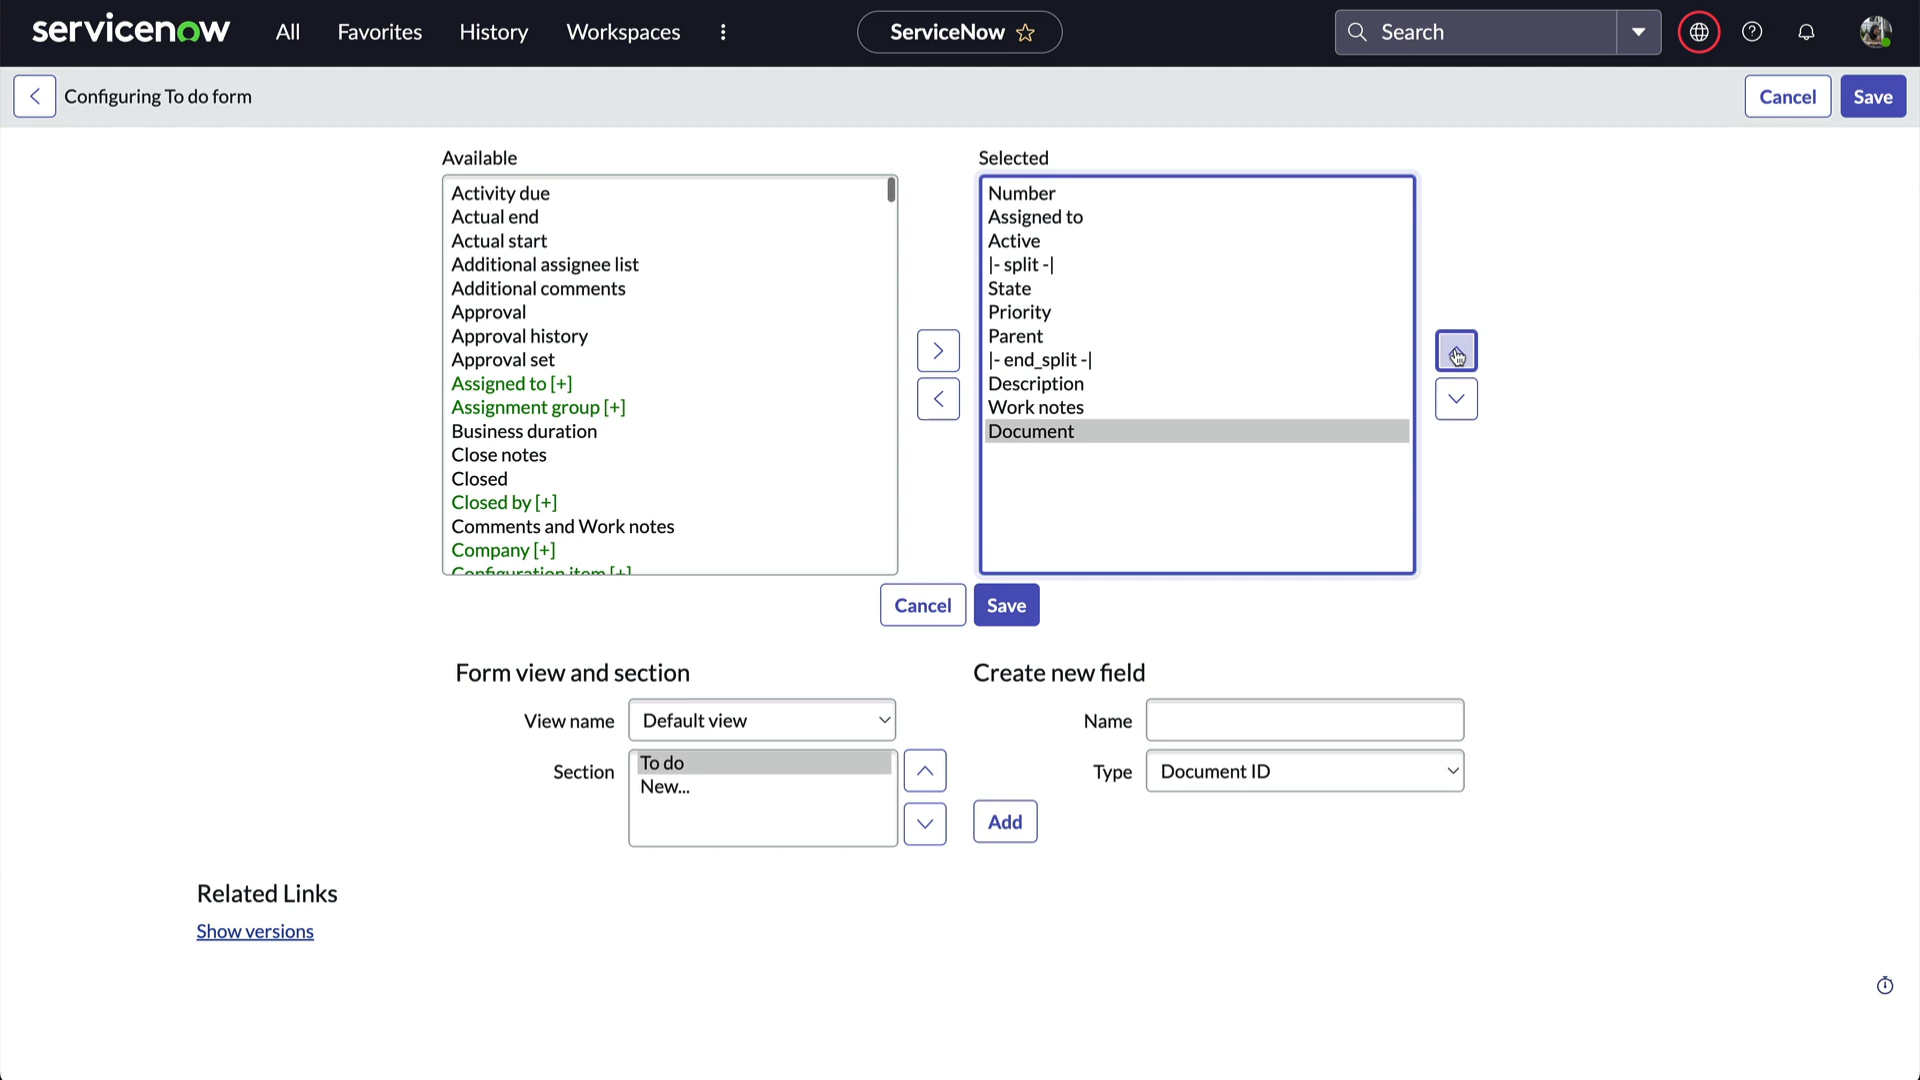 servicenow
All
Favorites
History
Workspaces
ServiceNow
Search
Configuring To do form
Cancel
Save
Available
Activity due
Actual end
Actual start
Additional assignee list
Additional comments
Approval
Approval history
Approval set
Assigned to [+]
Assignment group [+]
Business duration
Close notes
Closed
Closed by [+]
Comments and Work notes
Company [+]
Configuration item [+]
Selected
Number
Assigned to
Active
|- split -|
State
Priority
Parent
|- end_split -|
Description
Work notes
Document
Cancel
Save
Form view and section
View name
Default view
Section
To do
New...
Create new field
Name
Type
Document ID
Add
Related Links
Show versions